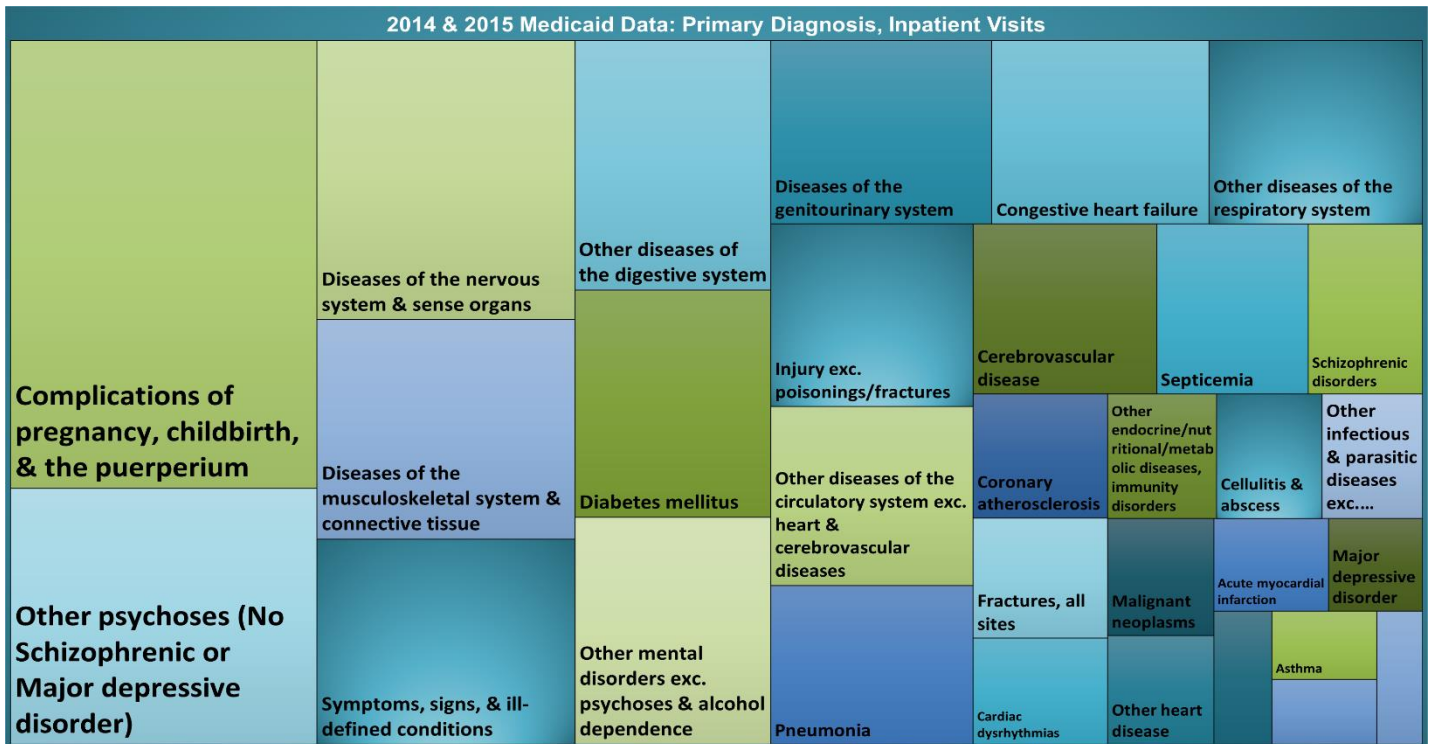 2014 & 2015 Medicaid Data: Primary Diagnosis, Inpatient Visits
Complications of
pregnancy, childbirth,
& the puerperium
Other psychoses (No
Schizophrenic or
Major depressive
disorder)
Diseases of the nervous
system & sense organs
Diseases of the
musculoskeletal system &
connective tissue
Symptoms, signs, & ill-
defined conditions
Other diseases of
the digestive system
Diabetes mellitus
Other mental
disorders exc.
psychoses & alcohol
dependence
Diseases of the
genitourinary system
Congestive heart failure
Other diseases of the
respiratory system
Injury exc.
poisonings/fractures
Other diseases of the
circulatory system exc.
heart &
cerebrovascular
diseases
Pneumonia
Cerebrovascular
disease
Septicemia
Schizophrenic
disorders
Coronary
atherosclerosis
Other
endocrine/nut
ritional/metab
olic diseases,
immunity
disorders
Cellulitis &
abscess
Other
infectious
& parasitic
diseases
exc....
Fractures, all
sites
Malignant
neoplasms
Acute myocardial
infarction
Major
depressive
disorder
Cardiac
dysrhythmias
Other heart
disease
Asthma